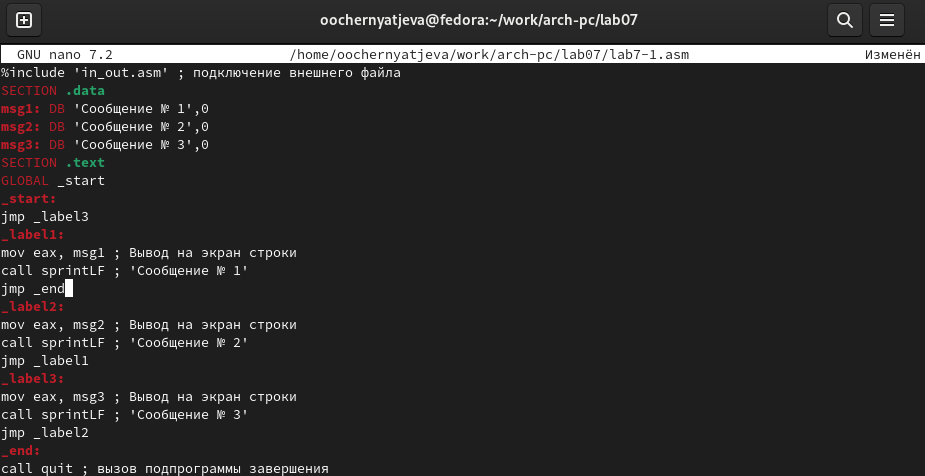 oochernyatjeva@fedora:~/work/arch-pc/lab07
GNU nano 7.2 /home/oochernyatjeva/work/arch-pc/lab07/lab7-1.asm Изменён
%include 'in_out.asm' ; подключение внешнего файла
SECTION .data
msg1: DB 'Сообщение № 1',0
msg2: DB 'Сообщение № 2',0
msg3: DB 'Сообщение № 3',0
SECTION .text
GLOBAL _start
_start:
jmp _label3
_label1:
mov eax, msg1 ; Вывод на экран строки
call sprintLF ; 'Сообщение № 1'
jmp _end
_label2:
mov eax, msg2 ; Вывод на экран строки
call sprintLF ; 'Сообщение № 2'
jmp _label1
_label3:
mov eax, msg3 ; Вывод на экран строки
call sprintLF ; 'Сообщение № 3'
jmp _label2
_end:
call quit ; вызов подпрограммы завершения